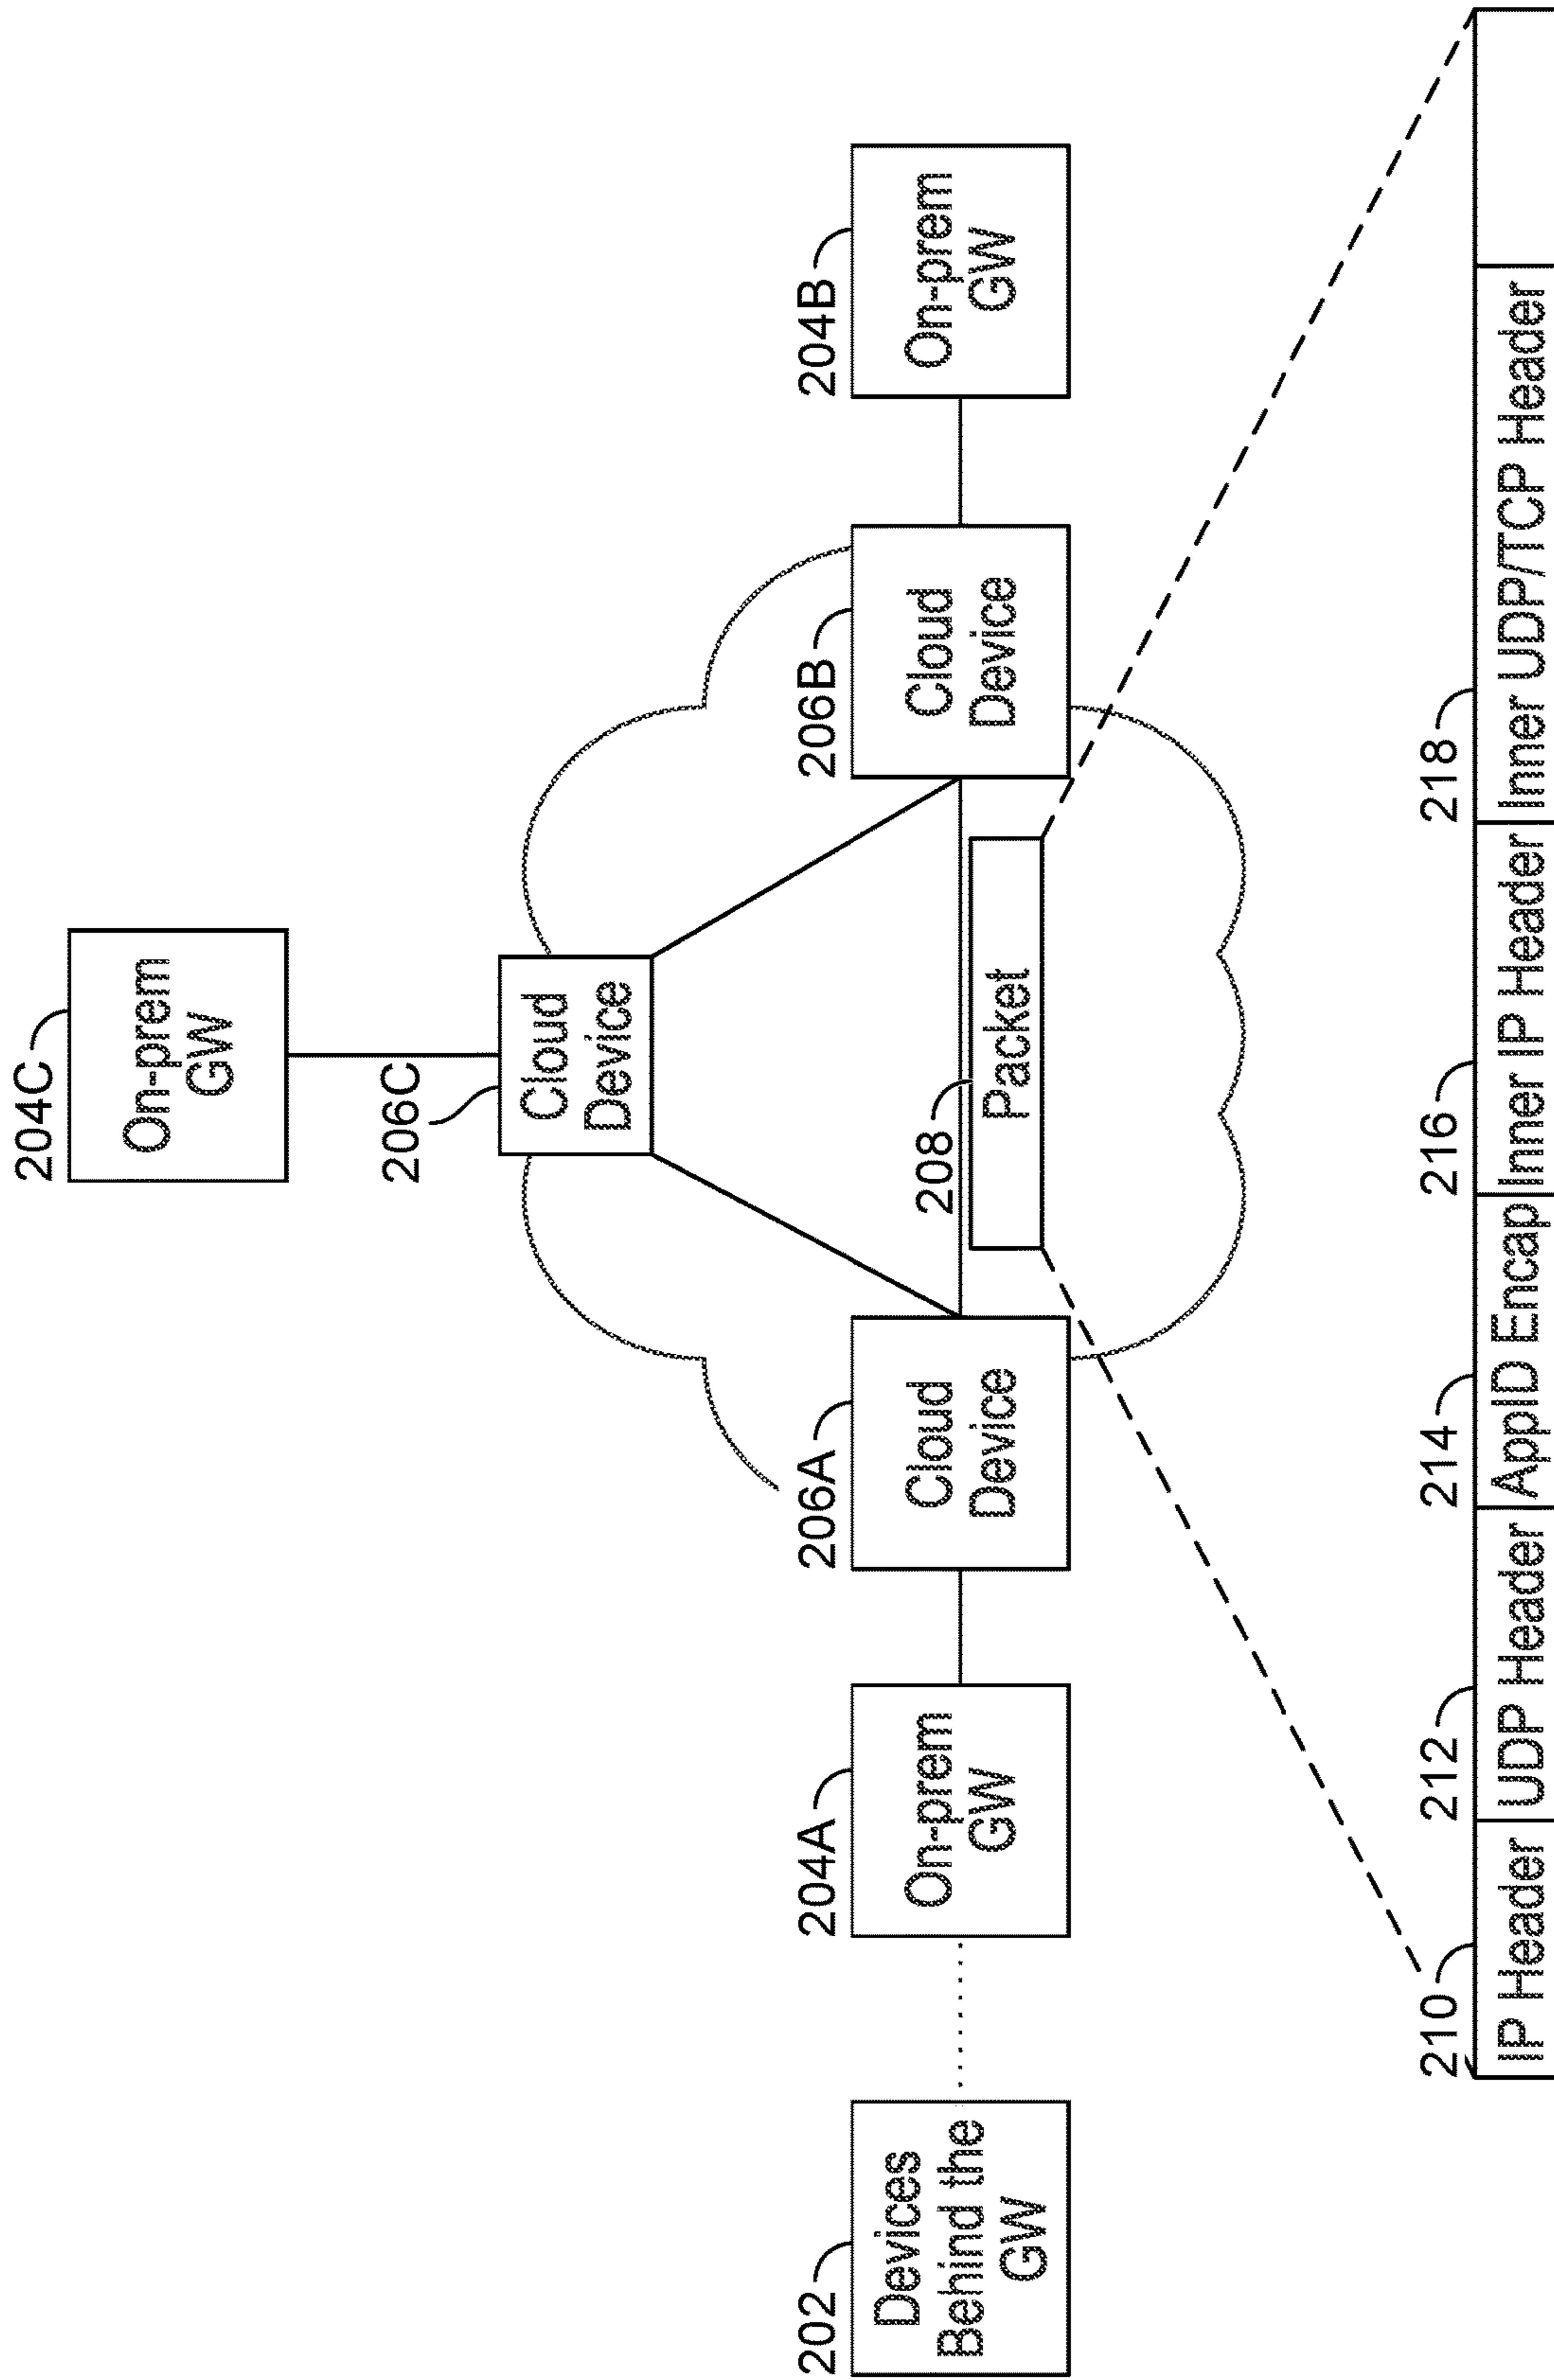 204C
On-prem
GW
206C
Cloud
Device
202
Devices
Behind the
GW
204A
On-prem
GW
206A
Cloud
Device
208
Packet
206B
Cloud
Device
204B
On-prem
GW
210
IP Header
212
UDP Header
214
AppID Encap
216
Inner IP Header
218
Inner UDP/TCP Header